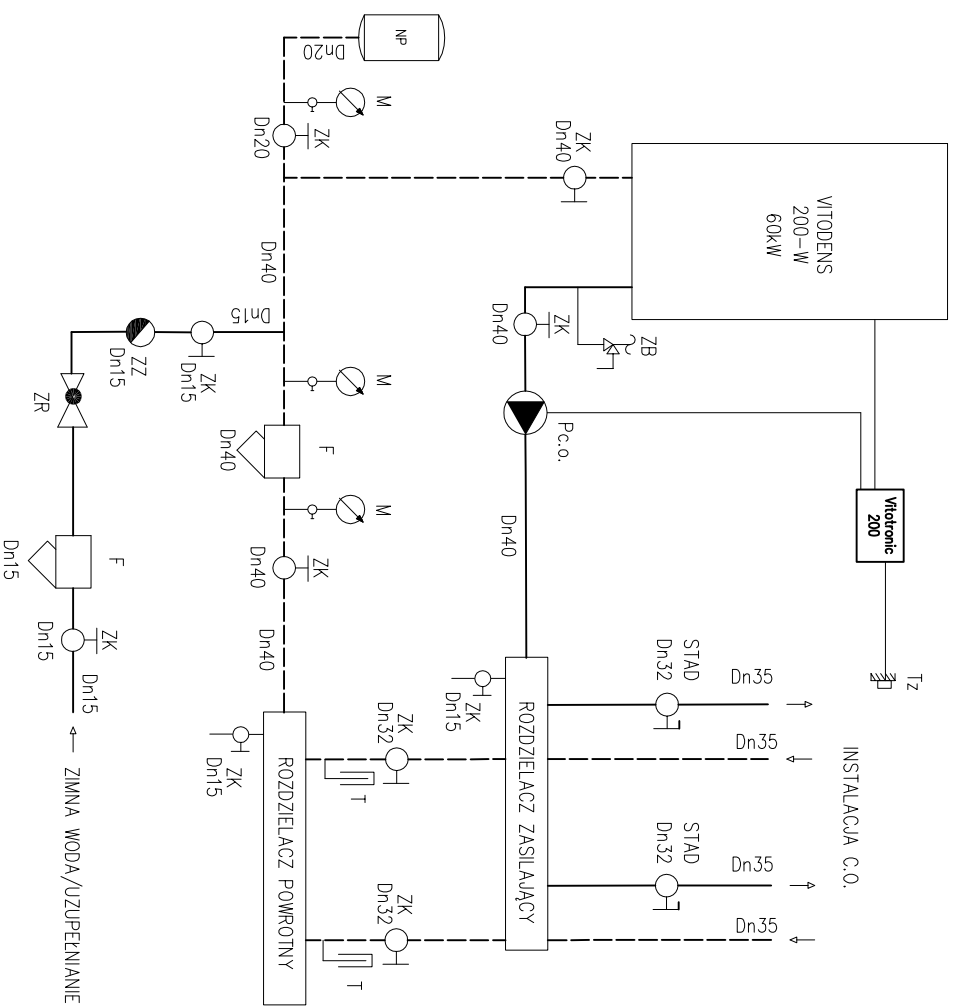 VITODENS
200-W
60kW
Vitotronic
200
Tz
INSTALACJA C.O.
NP
Dn20
M
ZK
Dn20
ZK
Dn40
ZB
ZK
Dn40
Pc.o.
Dn40
STAD
Dn32
Dn35
Dn35
STAD
Dn32
Dn35
Dn35
ROZDZIELACZ ZASILAJĄCY
ZK
Dn15
Dn40
Dn15
M
F
Dn40
M
ZK
Dn40
Dn40
ZK
Dn32
T
ZK
Dn32
T
ROZDZIELACZ POWROTNY
ZK
Dn15
ZK
Dn15
ZZ
Dn15
ZR
F
Dn15
ZK
Dn15
Dn15
ZIMNA WODA/UZUPEŁNIANIE